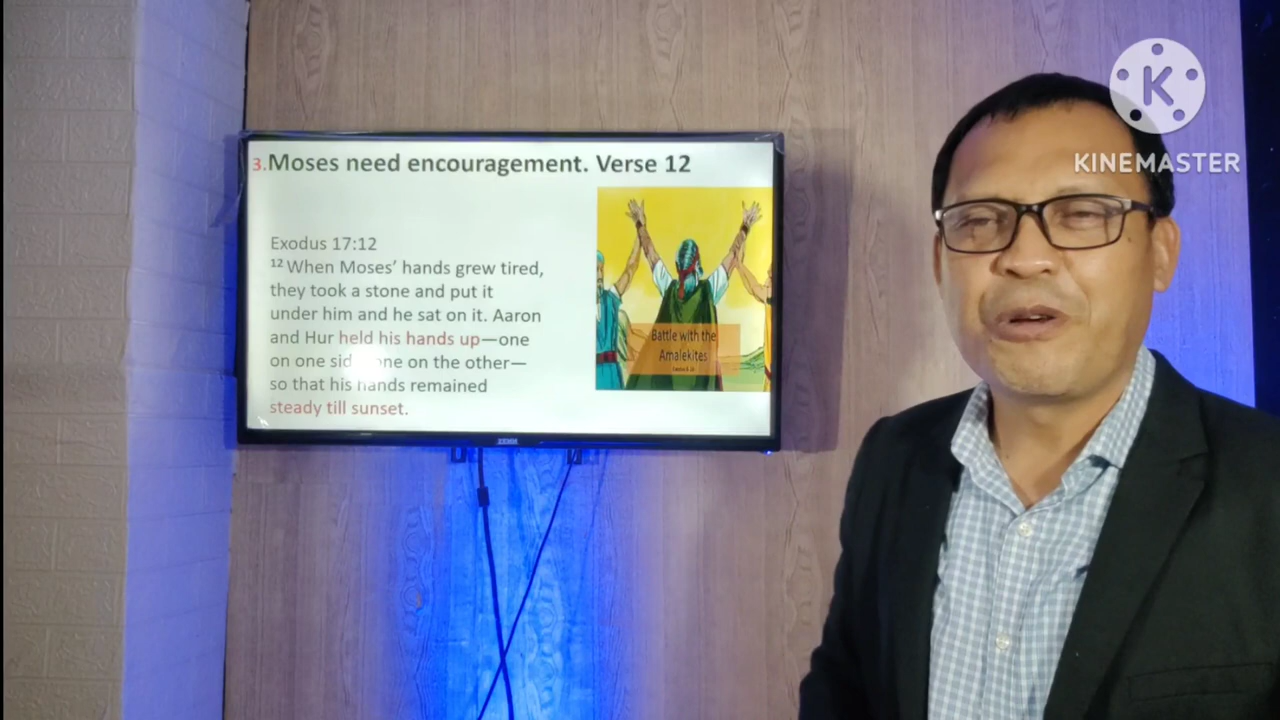 3.Moses need encouragement. Verse 12
Exodus 17:12
12 When Moses’ hands grew tired,
they took a stone and put it
under him and he sat on it. Aaron
and Hur held his hands up—one
on one sid one on the other—
so that his hands remained
steady till sunset.
Battle with the
Amalekites
K
KINEMASTER